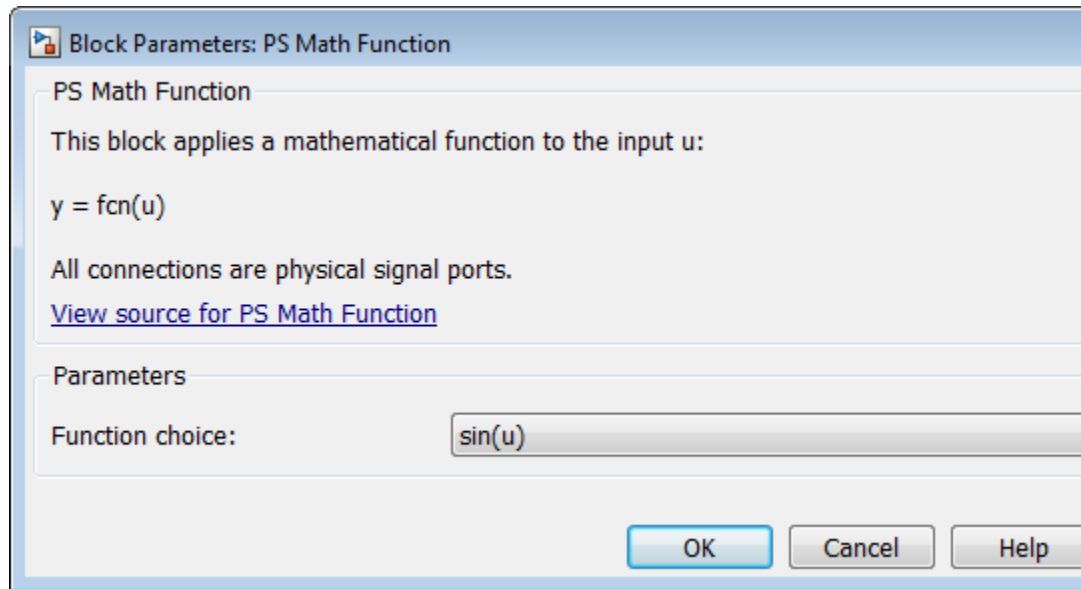 Block Parameters: PS Math Function
PS Math Function
This block applies a mathematical function to the input u:
y = fcn(u)
All connections are physical signal ports.
View source for PS Math Function
Parameters
Function choice: sin(u)
OK Cancel Help